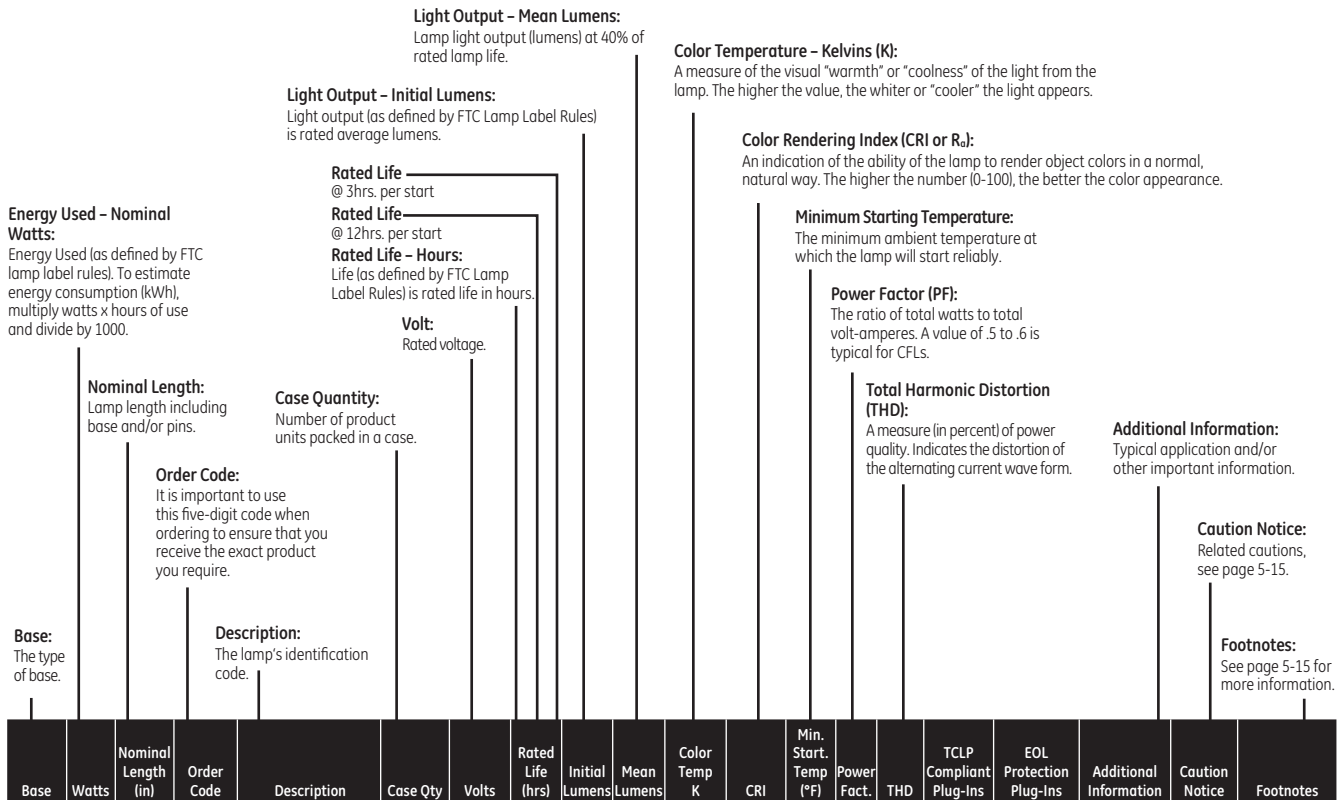 Light Output – Mean Lumens:
Lamp light output (lumens) at 40% of
rated lamp life.
Color Temperature – Kelvins (K):
A measure of the visual "warmth" or "coolness" of the light from the
lamp. The higher the value, the whiter or "cooler" the light appears.
Light Output – Initial Lumens:
Light output (as defined by FTC Lamp Label Rules)
is rated average lumens.
Color Rendering Index (CRI or Ra):
An indication of the ability of the lamp to render object colors in a normal,
natural way. The higher the number (0-100), the better the color appearance.
Rated Life
@ 3hrs. per start
Rated Life
@ 12hrs. per start
Rated Life – Hours:
Life (as defined by FTC Lamp
Label Rules) is rated life in hours.
Energy Used – Nominal
Watts:
Energy Used (as defined by FTC
lamp label rules). To estimate
energy consumption (kWh),
multiply watts x hours of use
and divide by 1000.
Minimum Starting Temperature:
The minimum ambient temperature at
which the lamp will start reliably.
Power Factor (PF):
The ratio of total watts to total
volt-amperes. A value of .5 to .6 is
typical for CFLs.
Volt:
Rated voltage.
Nominal Length:
Lamp length including
base and/or pins.
Case Quantity:
Number of product
units packed in a case.
Total Harmonic Distortion
(THD):
A measure (in percent) of power
quality. Indicates the distortion of
the alternating current wave form.
Additional Information:
Typical application and/or
other important information.
Order Code:
It is important to use
this five-digit code when
ordering to ensure that you
receive the exact product
you require.
Caution Notice:
Related cautions,
see page 5-15.
Base:
The type
of base.
Description:
The lamp's identification
code.
Footnotes:
See page 5-15 for
more information.
Base
Watts
Nominal
Length
(in)
Order
Code
Description
Case Qty
Volts
Rated
Life
(hrs)
Initial
Lumens
Mean
Lumens
Color
Temp
K
CRI
Min.
Start.
Temp
(°F)
Power
Fact.
THD
TCLP
Compliant
Plug-Ins
EOL
Protection
Plug-Ins
Additional
Information
Caution
Notice
Footnotes